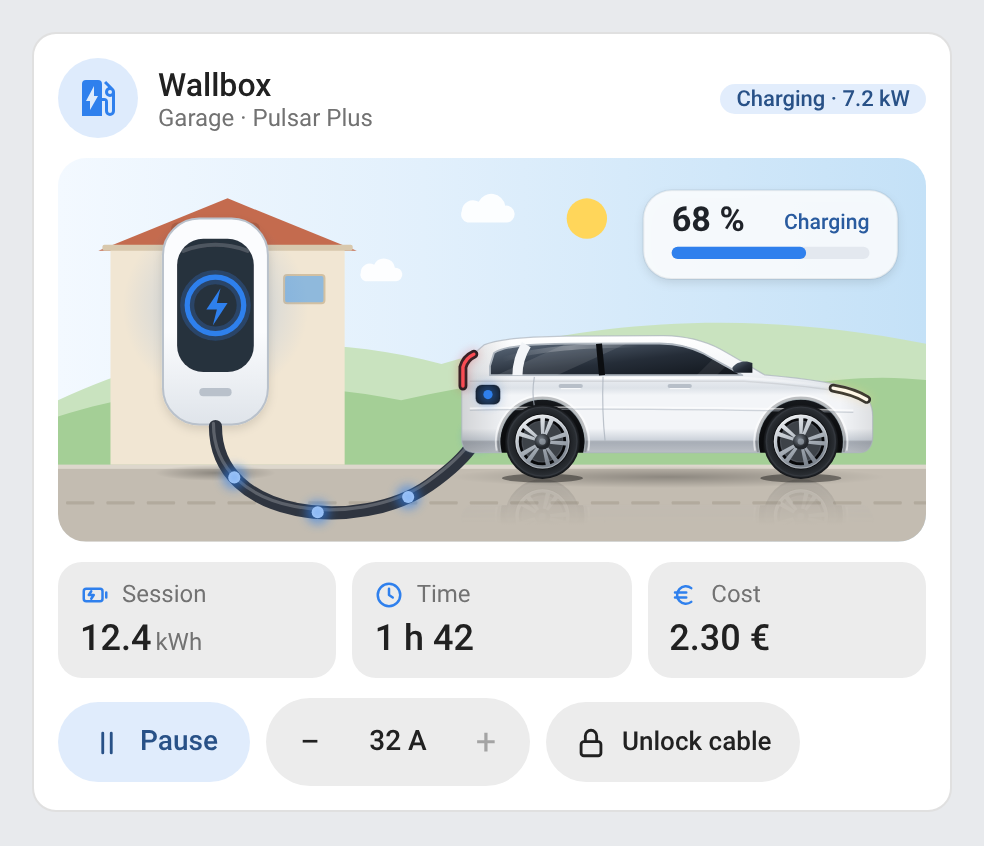 Wallbox
Garage · Pulsar Plus
Charging · 7.2 kW
68 % Charging
Session
12.4 kWh
Time
1 h 42
Cost
2.30 €
Pause
− 32 A +
Unlock cable